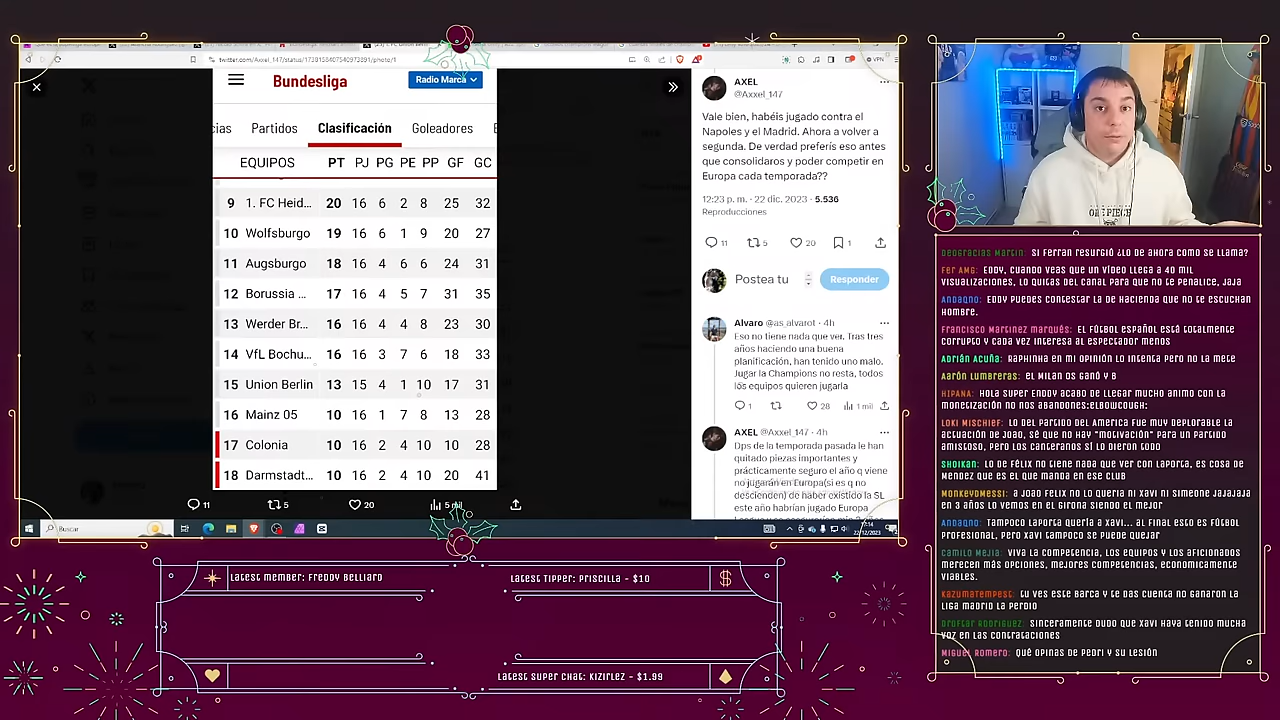 Bundesliga
Radio Marca
cias Partidos Clasificación Goleadores E
EQUIPOS PT PJ PG PE PP GF GC
9 1. FC Heid... 20 16 6 2 8 25 32
10 Wolfsburgo 19 16 6 1 9 20 27
11 Augsburgo 18 16 4 6 6 24 31
12 Borussia ... 17 16 4 5 7 31 35
13 Werder Br... 16 16 4 4 8 23 30
14 VfL Bochu... 16 16 3 7 6 18 33
15 Union Berlin 13 15 4 1 10 17 31
16 Mainz 05 10 16 1 7 8 13 28
17 Colonia 10 16 2 4 10 10 28
18 Darmstadt... 10 16 2 4 10 20 41
11 5 20 5 mil
Buscar
22/12/2023
AXEL
@Axxel_147
Vale bien, habéis jugado contra el
Napoles y el Madrid. Ahora a volver a
segunda. De verdad preferís eso antes
que consolidaros y poder competir en
Europa cada temporada??
12:23 p. m. · 22 dic. 2023 · 5.536
Reproducciones
11 5 20 1
Postea tu
Responder
Alvaro @as_alvarot · 4h
Eso no tiene nada que ver. Tras tres
años haciendo una buena
planificación, han tenido uno malo.
Jugar la Champions no resta, todos
los equipos quieren jugarla
1 28 1 mil
AXEL @Axxel_147 · 4h
Dps de la temporada pasada le han
quitado piezas importantes y
prácticamente seguro el año q viene
no jugarán en Europa(si es q no
descienden) de haber existido la SL
este año habrían jugado Europa
ONE PIECE
Deogracias Martin: Si Ferran resurgió ¿lo de ahora como se llama?
Fer AMG: Eddy, cuando veas que un vídeo llega a 40 mil
visualizaciones, lo quitas del canal para que no te penalice, jaja
Andaqno: Eddy puedes contestar la de hacienda que no te escuchan
hombre.
Francisco Martinez marqués: El fútbol español está totalmente
corrupto y cada vez interesa al espectador menos
Adrián Acuña: Raphinha en mi opinión lo intenta pero no la mete
Aarón Lumbreras: el Milan os ganó y 6
Hipana: Hola super Enddy acabo de llegar mucho animo con la
monetización no nos abandones:elbowcough:
Loki Mischief: Lo del partido del America fue muy deplorable la
actuación de Joao, sé que no hay "motivación" para un partido
amistoso, pero los canteranos sí lo dieron todo
Shoikan: Lo de Félix no tiene nada que ver con Laporta, es cosa de
Mendez que es el que manda en ese club
MonkeyDMessi: a Joao Felix no lo queria ni xavi ni simeone jajajaja
en 3 años lo vemos en el Girona siendo el mejor
Andaqno: Tampoco Laporta quería a xavi... al final esto es fútbol
profesional, pero xavi tampoco se puede quejar
Camilo Mejia: Viva la competencia, los equipos y los aficionados
merecen más opciones, mejores competencias, economicamente
viables.
KazumaTempest: tu ves este barca y te das cuenta no ganaron la
liga madrid la perdio
Droftar Rodriguez: Sinceramente dudo que Xavi haya tenido mucha
voz en las contrataciones
Miguel Romero: Qué opinas de Pedri y su lesión
Latest member: Freddy Belliard
Latest tipper: Priscilla - $10
Latest super chat: Kizirlez - $1.99